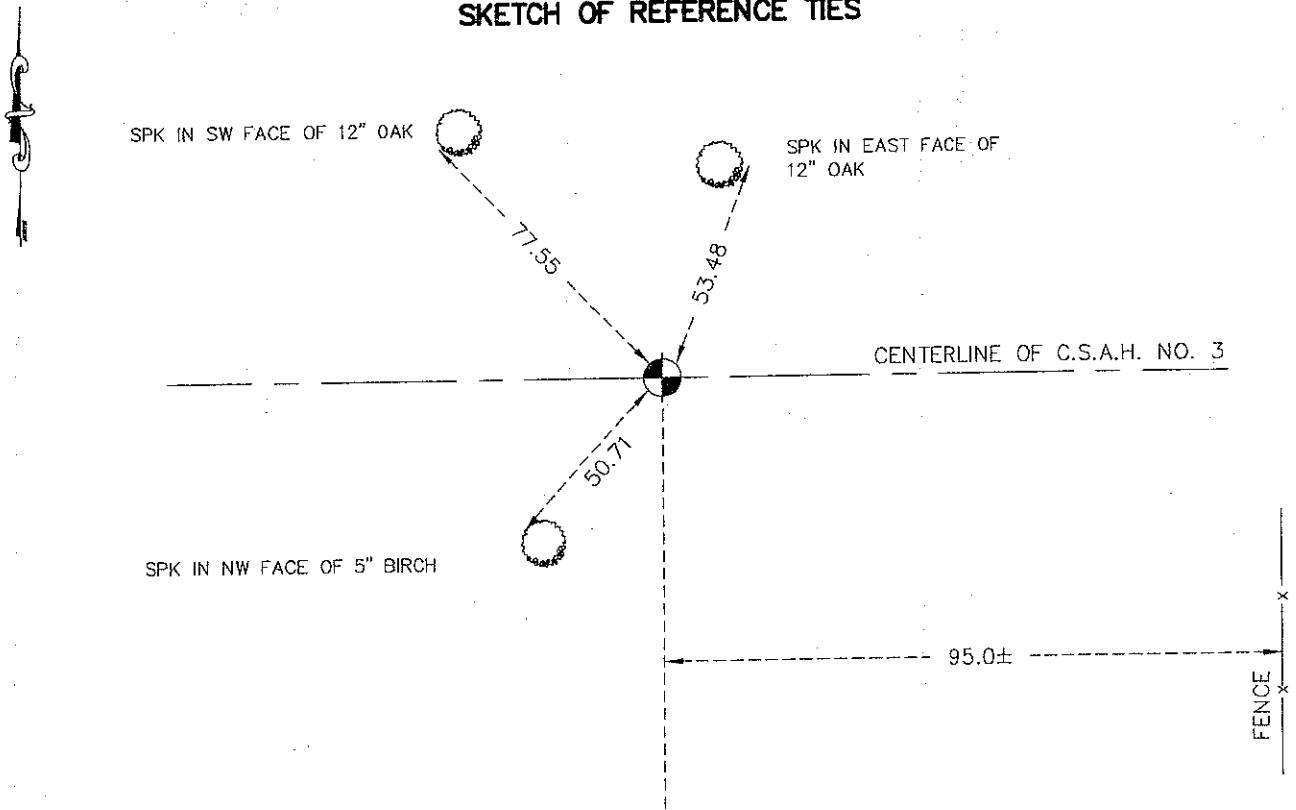 SKETCH OF REFERENCE TIES
SPK IN SW FACE OF 12" OAK
SPK IN EAST FACE OF
12" OAK
77.55
53.48
CENTERLINE OF C.S.A.H. NO. 3
50.71
SPK IN NW FACE OF 5" BIRCH
95.0±
FENCE
x
x